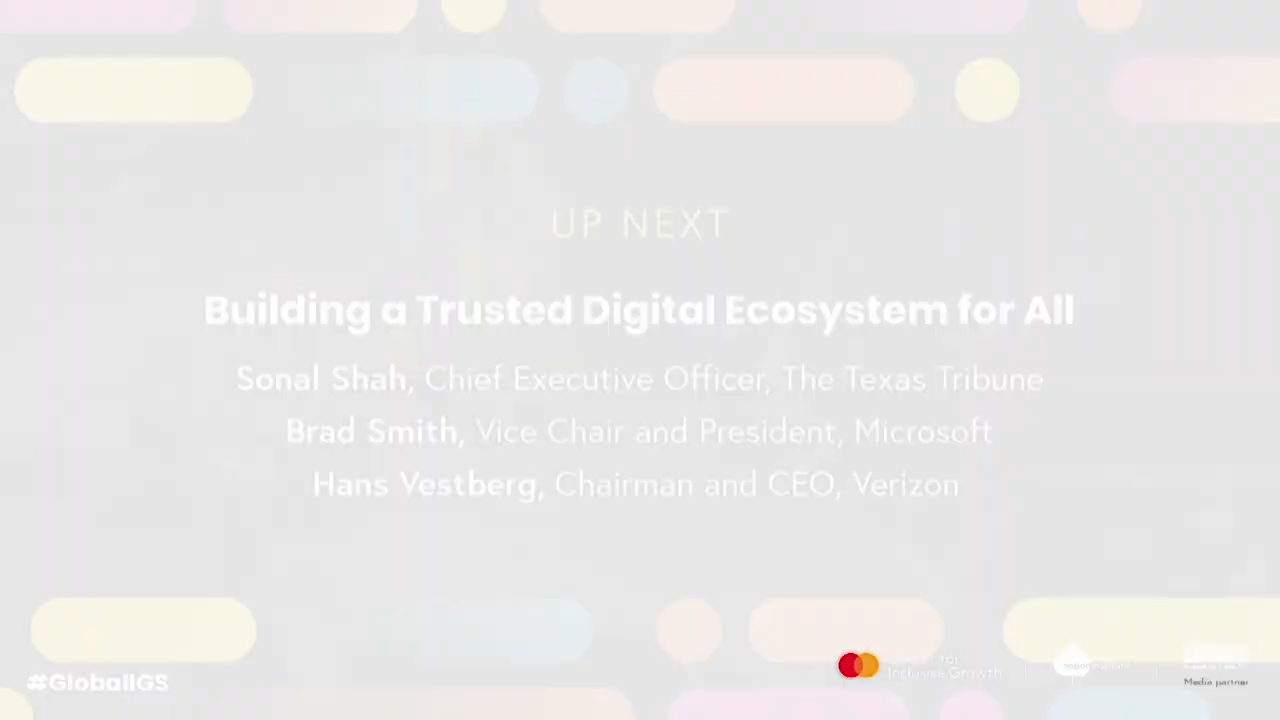 UP NEXT
Building a Trusted Digital Ecosystem for All
Sonal Shah, Chief Executive Officer, The Texas Tribune
Brad Smith, Vice Chair and President, Microsoft
Hans Vestberg, Chairman and CEO, Verizon
for
Inclusive Growth
#GlobalIGS
Media partner